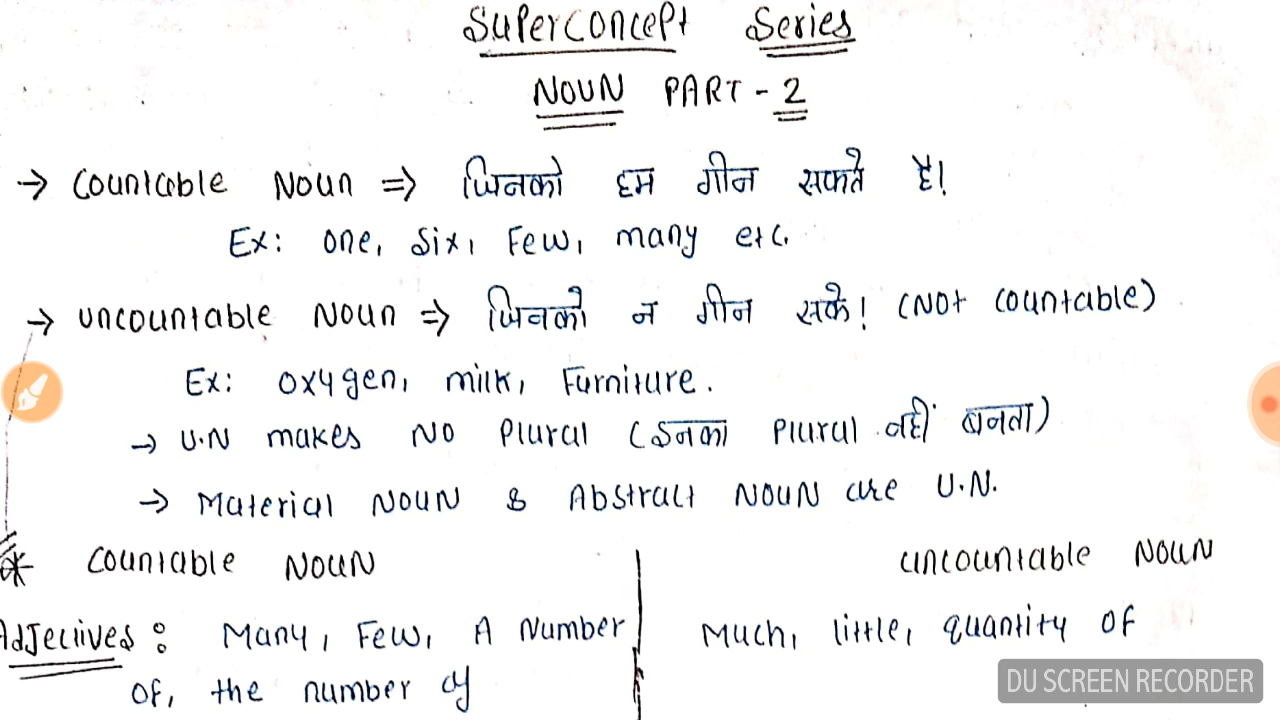 Superconcept Series
NOUN PART - 2
→ Countable Noun ⇒ जिनको हम गीन सकते है!
Ex: one, six, Few, many etc.
→ Uncountable Noun ⇒ जिनको न गीन सके! (Not countable)
Ex: oxygen, milk, Furniture.
→ U.N makes No Plural (इनका Plural नहीं बनता)
→ Material Noun & Abstract Noun are U.N.
* Countable Noun
Uncountable Noun
Adjectives: Many, Few, A Number
of, the number of
Much, little, quantity of
DU SCREEN RECORDER